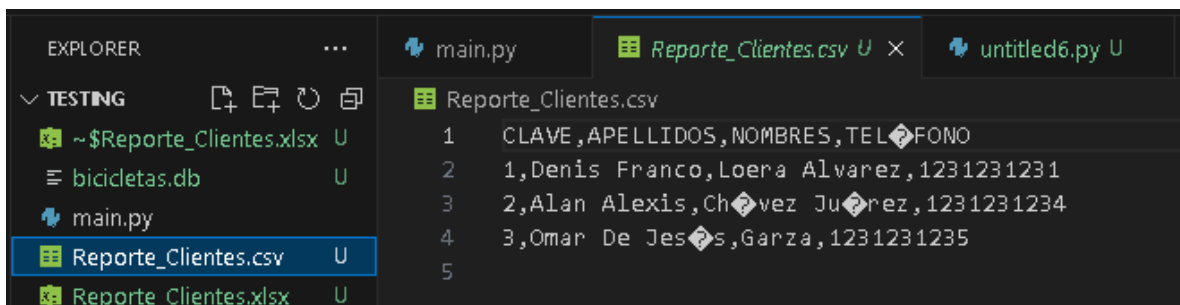 EXPLORER ...
TESTING
~$Reporte_Clientes.xlsx U
bicicletas.db U
main.py
Reporte_Clientes.csv U
Reporte_Clientes.xlsx U
main.py
Reporte_Clientes.csv U
untitled6.py U
Reporte_Clientes.csv
1 CLAVE,APELLIDOS,NOMBRES,TEL�FONO
2 1,Denis Franco,Loera Alvarez,1231231231
3 2,Alan Alexis,Ch�vez Ju�rez,1231231234
4 3,Omar De Jes�s,Garza,1231231235
5